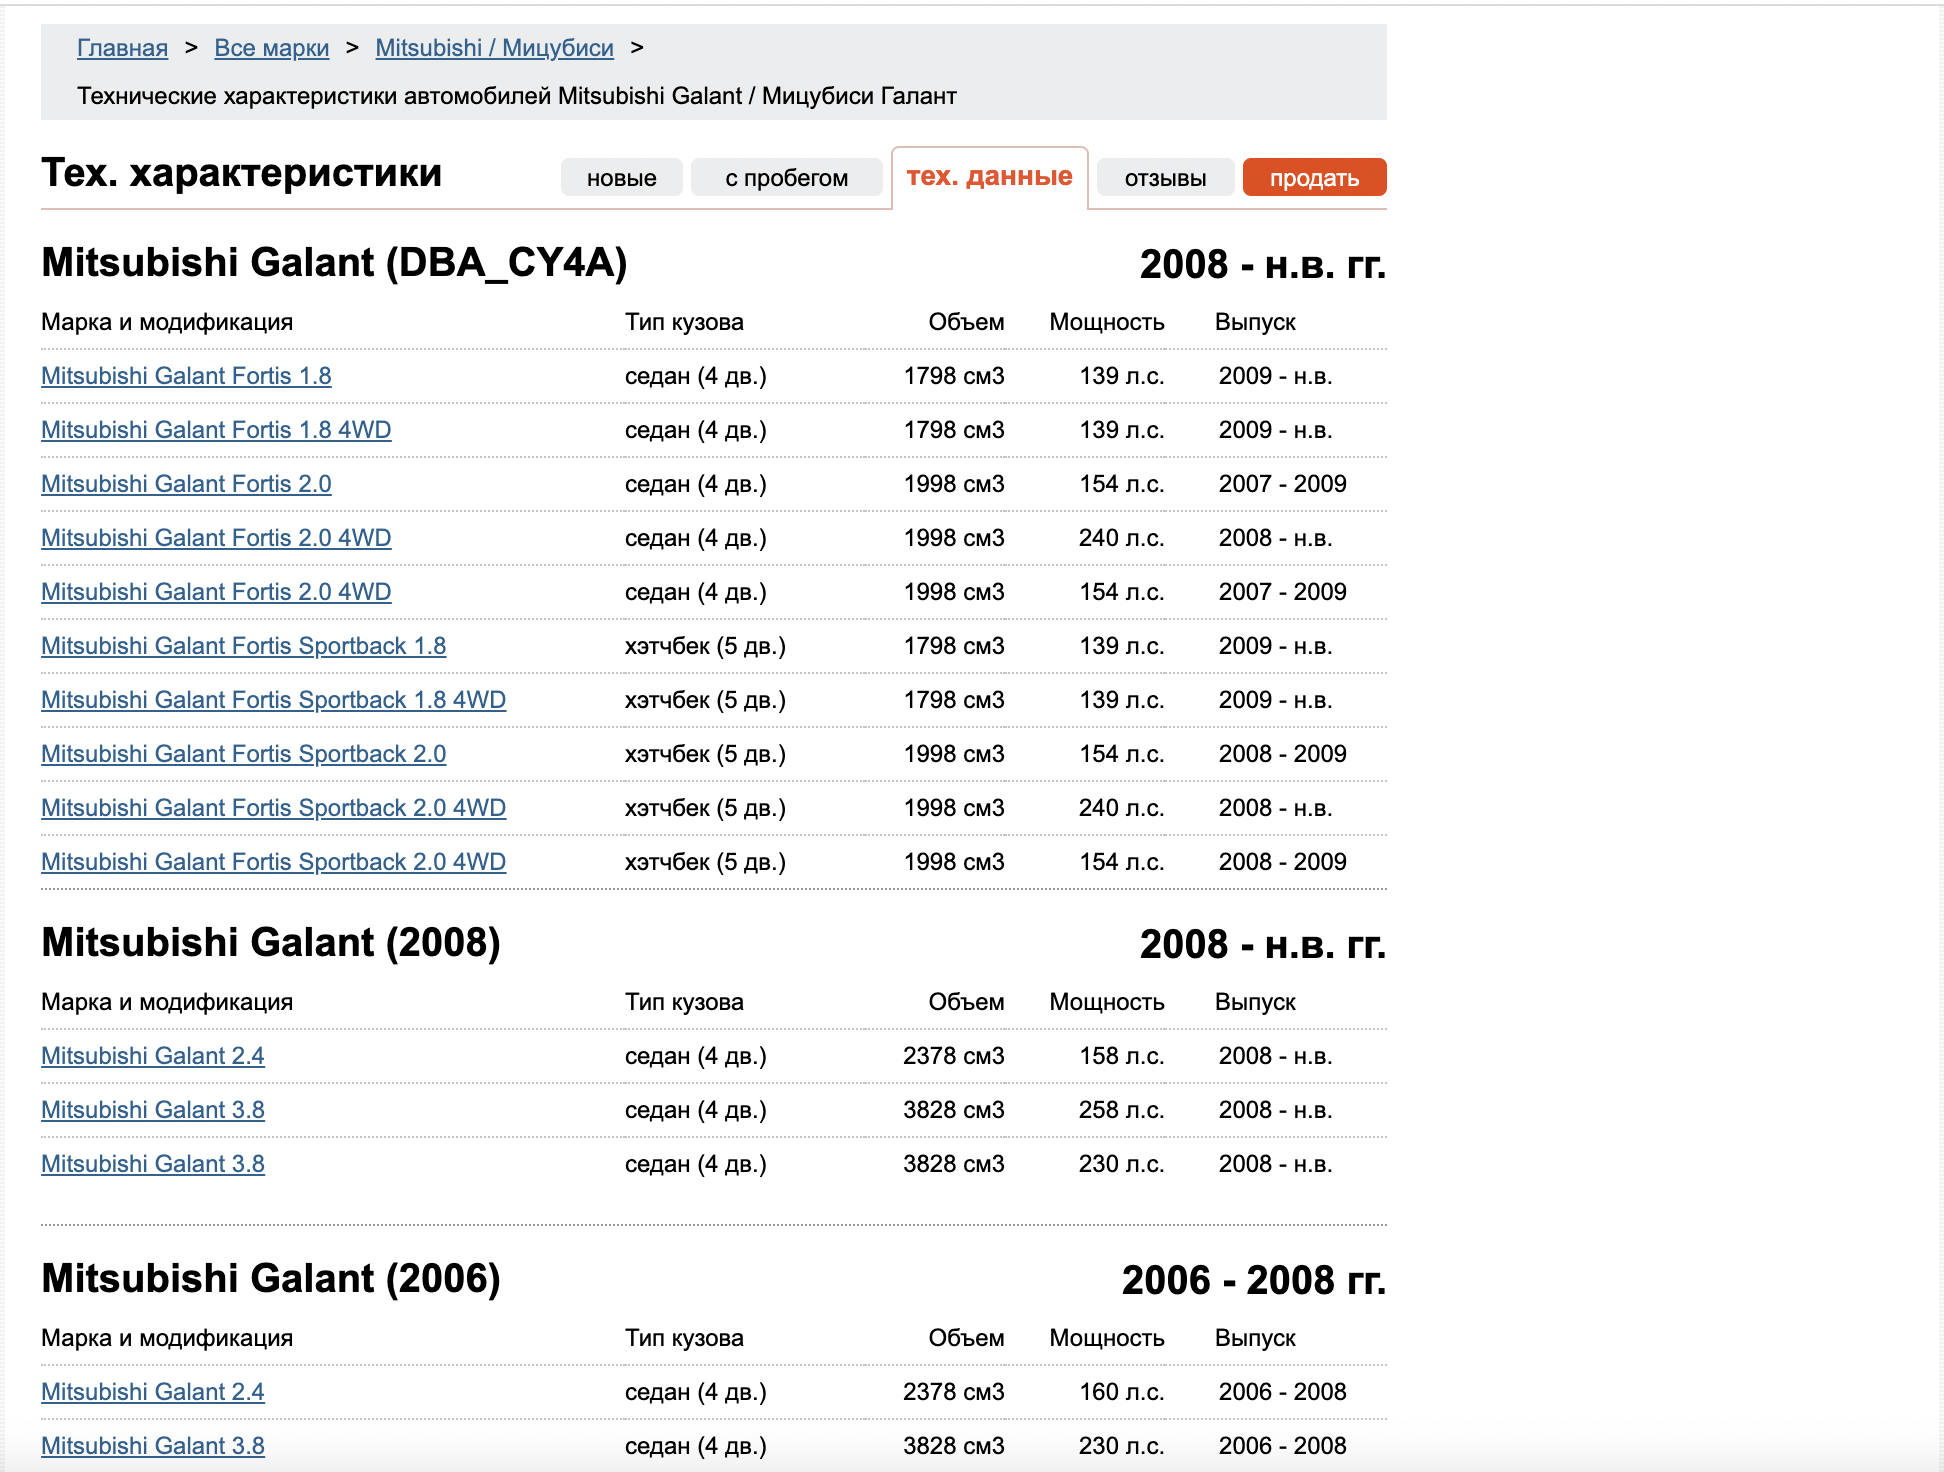 Главная > Все марки > Mitsubishi / Мицубиси >
Технические характеристики автомобилей Mitsubishi Galant / Мицубиси Галант
Тех. характеристики новые с пробегом тех. данные отзывы продать
Mitsubishi Galant (DBA_CY4A) 2008 - н.в. гг.
Марка и модификация Тип кузова Объем Мощность Выпуск
Mitsubishi Galant Fortis 1.8 седан (4 дв.) 1798 см3 139 л.с. 2009 - н.в.
Mitsubishi Galant Fortis 1.8 4WD седан (4 дв.) 1798 см3 139 л.с. 2009 - н.в.
Mitsubishi Galant Fortis 2.0 седан (4 дв.) 1998 см3 154 л.с. 2007 - 2009
Mitsubishi Galant Fortis 2.0 4WD седан (4 дв.) 1998 см3 240 л.с. 2008 - н.в.
Mitsubishi Galant Fortis 2.0 4WD седан (4 дв.) 1998 см3 154 л.с. 2007 - 2009
Mitsubishi Galant Fortis Sportback 1.8 хэтчбек (5 дв.) 1798 см3 139 л.с. 2009 - н.в.
Mitsubishi Galant Fortis Sportback 1.8 4WD хэтчбек (5 дв.) 1798 см3 139 л.с. 2009 - н.в.
Mitsubishi Galant Fortis Sportback 2.0 хэтчбек (5 дв.) 1998 см3 154 л.с. 2008 - 2009
Mitsubishi Galant Fortis Sportback 2.0 4WD хэтчбек (5 дв.) 1998 см3 240 л.с. 2008 - н.в.
Mitsubishi Galant Fortis Sportback 2.0 4WD хэтчбек (5 дв.) 1998 см3 154 л.с. 2008 - 2009
Mitsubishi Galant (2008) 2008 - н.в. гг.
Марка и модификация Тип кузова Объем Мощность Выпуск
Mitsubishi Galant 2.4 седан (4 дв.) 2378 см3 158 л.с. 2008 - н.в.
Mitsubishi Galant 3.8 седан (4 дв.) 3828 см3 258 л.с. 2008 - н.в.
Mitsubishi Galant 3.8 седан (4 дв.) 3828 см3 230 л.с. 2008 - н.в.
Mitsubishi Galant (2006) 2006 - 2008 гг.
Марка и модификация Тип кузова Объем Мощность Выпуск
Mitsubishi Galant 2.4 седан (4 дв.) 2378 см3 160 л.с. 2006 - 2008
Mitsubishi Galant 3.8 седан (4 дв.) 3828 см3 230 л.с. 2006 - 2008